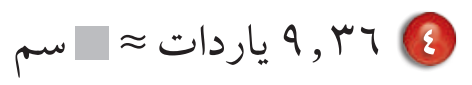 ٤ ٩,٣٦ ياردات ≈ ■ سم